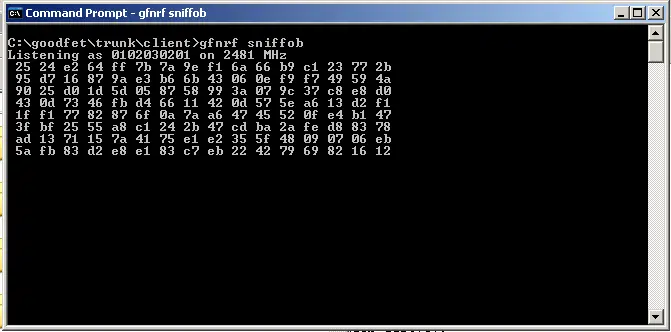 Command Prompt - gfnrf sniffob
C:\goodfet\trunk\client>gfnrf sniffob
Listening as 0102030201 on 2481 MHz
25 24 e2 64 ff 7b 7a 9e f1 6a 66 b9 c1 23 77 2b
95 d7 16 87 9a e3 b6 6b 43 06 0e f9 f7 49 59 4a
90 25 d0 1d 5d 05 87 58 99 3a 07 9c 37 c8 e8 d0
43 0d 73 46 fb d4 66 11 42 0d 57 5e a6 13 d2 f1
1f f1 77 82 87 6f 0a 7a a6 47 45 52 0f e4 b1 47
3f bf 25 55 a8 c1 24 2b 47 cd ba 2a fe d8 83 78
ad 13 71 15 7a 41 75 e1 e2 35 5f 48 09 07 06 eb
5a fb 83 d2 e8 e1 83 c7 eb 22 42 79 69 82 16 12